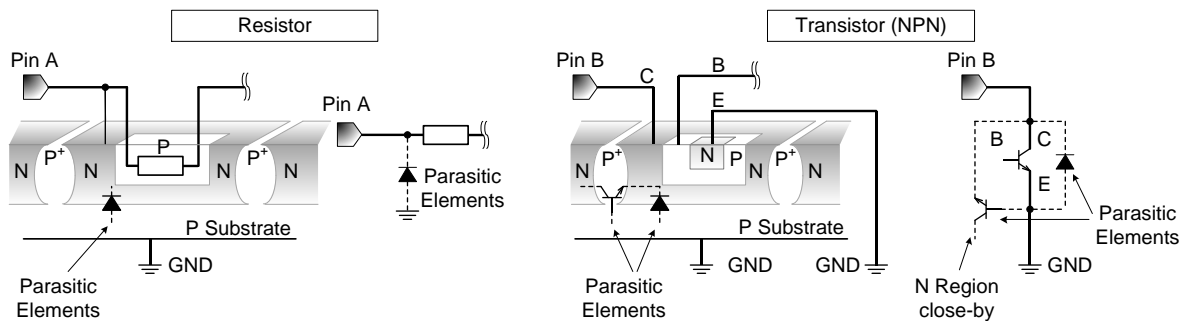 Resistor
Transistor (NPN)
Pin A
Pin B
Pin B
B
C
E
Pin A
N
P+
N
P
N
P+
N
N
P+
N
N
P
N
P+
N
B
C
E
Parasitic
Elements
Parasitic
Elements
P Substrate
P Substrate
GND
GND
GND
GND
Parasitic
Elements
Parasitic
Elements
N Region
close-by